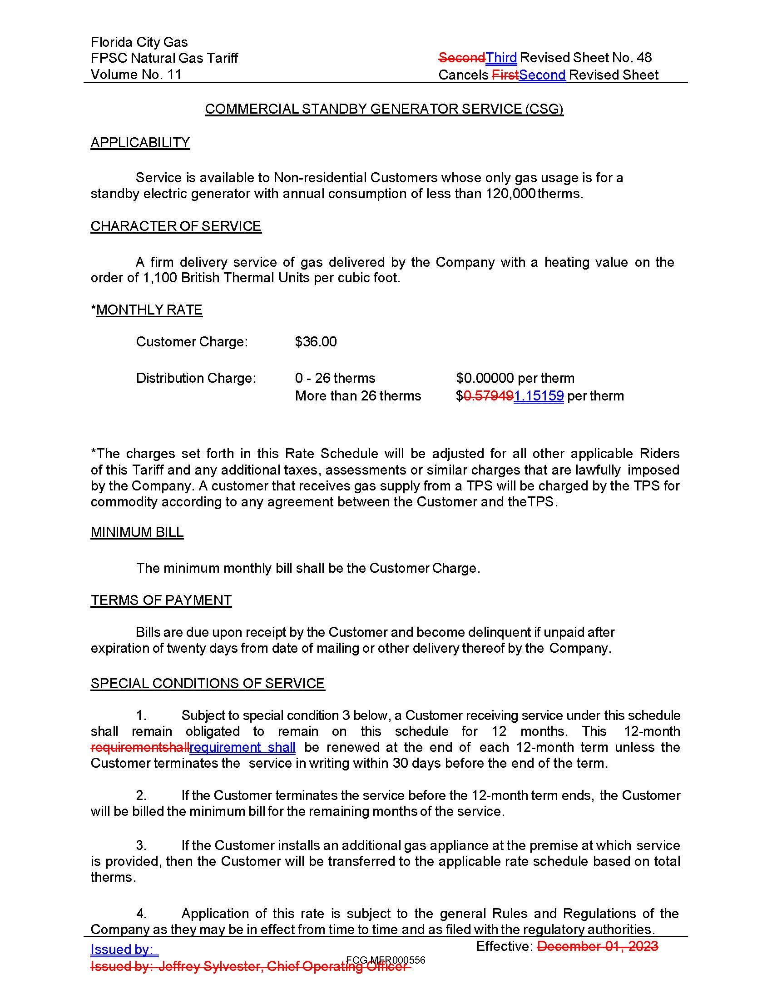 Florida City Gas
FPSC Natural Gas Tariff
SecondThird Revised Sheet No. 48
Volume No. 11
Cancels FirstSecond Revised Sheet
COMMERCIAL STANDBY GENERATOR SERVICE (CSG)
APPLICABILITY
Service is available to Non-residential Customers whose only gas usage is for a
standby electric generator with annual consumption of less than 120,000therms.
CHARACTER OF SERVICE
A firm delivery service of gas delivered by the Company with a heating value on the
order of 1,100 British Thermal Units per cubic foot.
*MONTHLY RATE
Customer Charge: $36.00
Distribution Charge: 0 - 26 therms $0.00000 per therm
More than 26 therms $0.579491.15159 per therm
*The charges set forth in this Rate Schedule will be adjusted for all other applicable Riders
of this Tariff and any additional taxes, assessments or similar charges that are lawfully imposed
by the Company. A customer that receives gas supply from a TPS will be charged by the TPS for
commodity according to any agreement between the Customer and theTPS.
MINIMUM BILL
The minimum monthly bill shall be the Customer Charge.
TERMS OF PAYMENT
Bills are due upon receipt by the Customer and become delinquent if unpaid after
expiration of twenty days from date of mailing or other delivery thereof by the Company.
SPECIAL CONDITIONS OF SERVICE
1. Subject to special condition 3 below, a Customer receiving service under this schedule
shall remain obligated to remain on this schedule for 12 months. This 12-month
requirementshallrequirement shall be renewed at the end of each 12-month term unless the
Customer terminates the service in writing within 30 days before the end of the term.
2. If the Customer terminates the service before the 12-month term ends, the Customer
will be billed the minimum bill for the remaining months of the service.
3. If the Customer installs an additional gas appliance at the premise at which service
is provided, then the Customer will be transferred to the applicable rate schedule based on total
therms.
4. Application of this rate is subject to the general Rules and Regulations of the
Company as they may be in effect from time to time and as filed with the regulatory authorities.
Issued by:
Effective: December 01, 2023
Issued by: Jeffrey Sylvester, Chief Operating Officer
FCG MFR000556